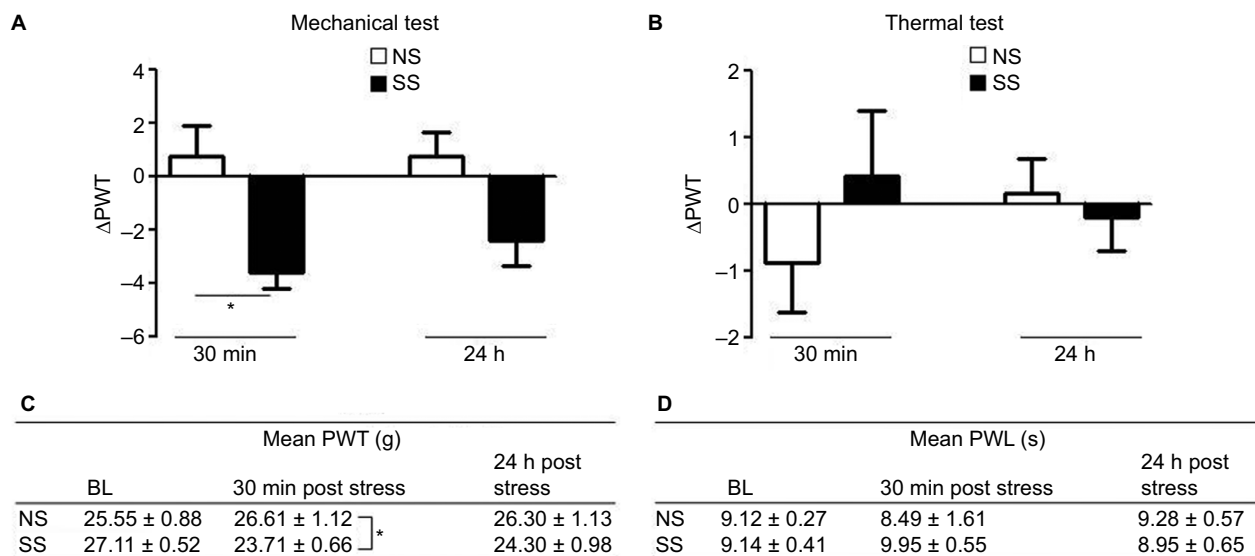 A
Mechanical test
NS
SS
4
2
0
–2
–4
–6
ΔPWT
*
30 min
24 h
B
Thermal test
NS
SS
2
1
0
–1
–2
ΔPWT
30 min
24 h
C
Mean PWT (g)
BL 30 min post stress 24 h post stress
NS 25.55 ± 0.88 26.61 ± 1.12 26.30 ± 1.13
*
SS 27.11 ± 0.52 23.71 ± 0.66 24.30 ± 0.98
D
Mean PWL (s)
BL 30 min post stress 24 h post stress
NS 9.12 ± 0.27 8.49 ± 1.61 9.28 ± 0.57
SS 9.14 ± 0.41 9.95 ± 0.55 8.95 ± 0.65